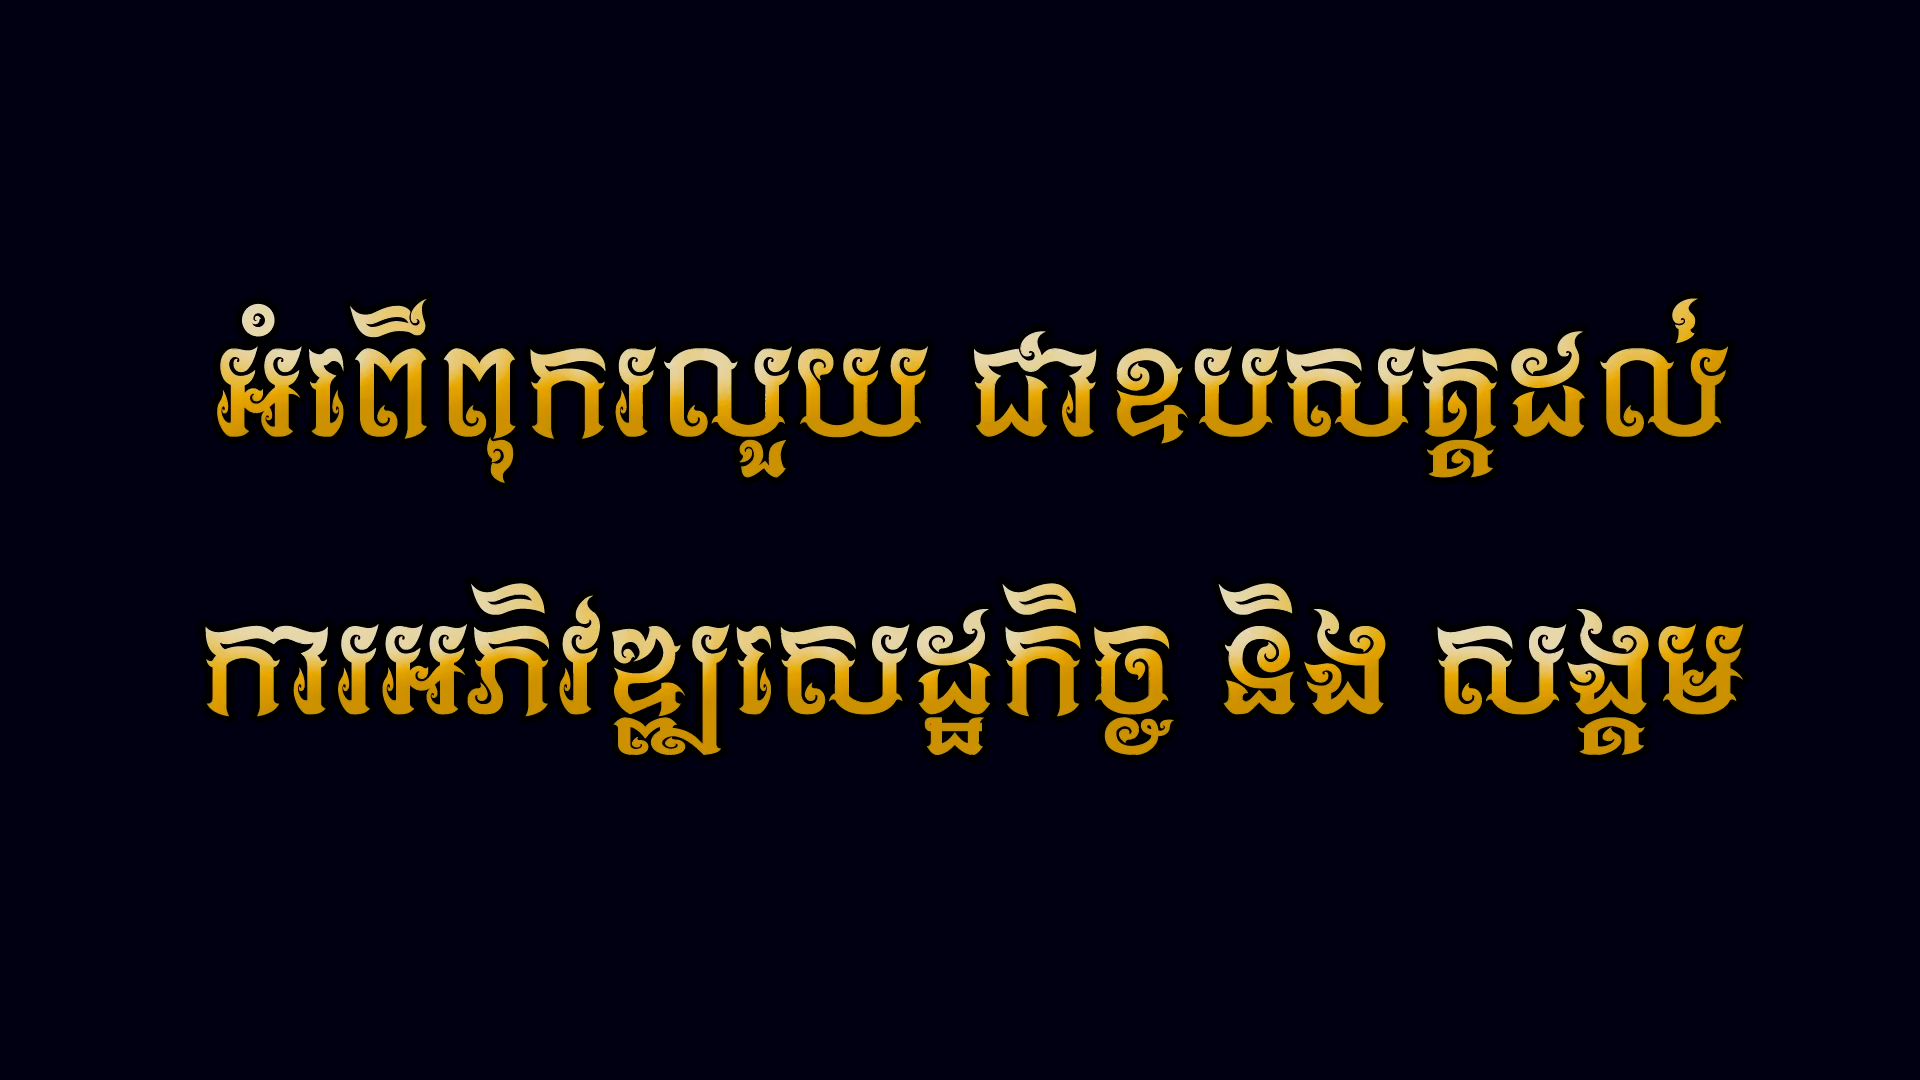 អំពើពុករលួយ ជាឧបសគ្គដល់
ការអភិវឌ្ឍសេដ្ឋកិច្ច និង សង្គម